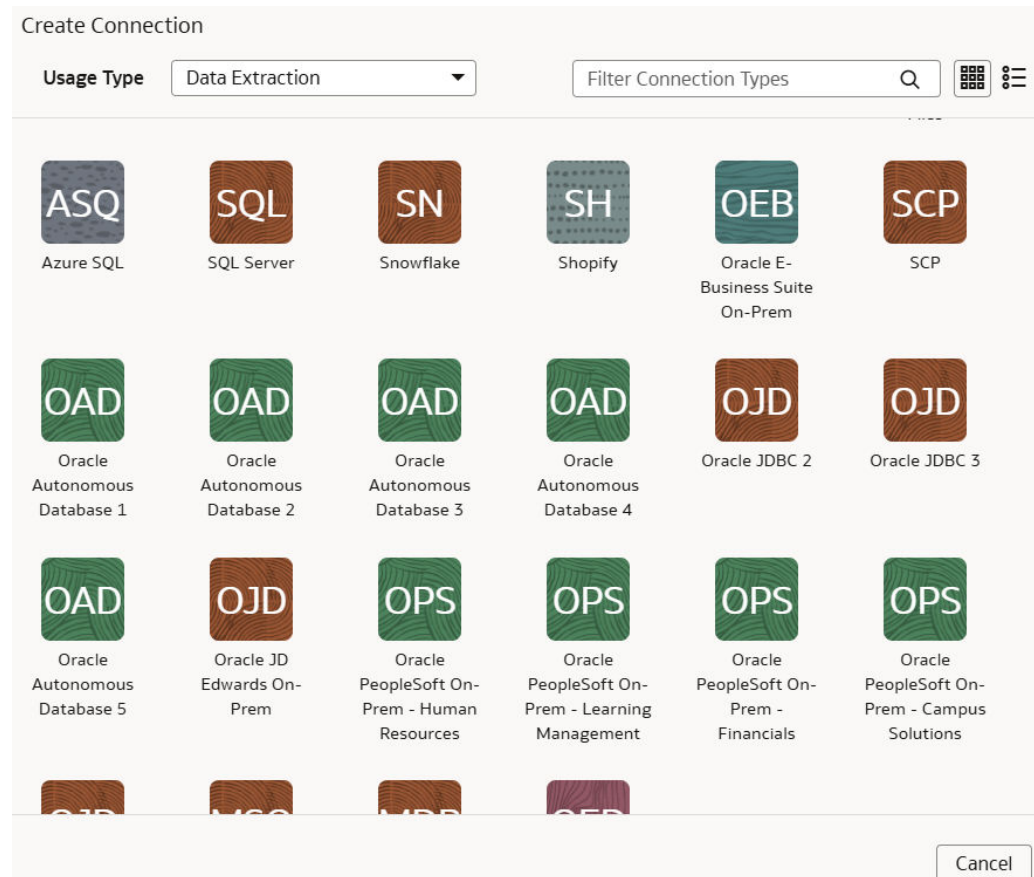 Create Connection
Usage Type Data Extraction Filter Connection Types
ASQ SQL SN SH OEB SCP
Azure SQL SQL Server Snowflake Shopify Oracle E- SCP
Business Suite
On-Prem
OAD OAD OAD OAD OJD OJD
Oracle Oracle Oracle Oracle Oracle JDBC 2 Oracle JDBC 3
Autonomous Autonomous Autonomous Autonomous
Database 1 Database 2 Database 3 Database 4
OAD OJD OPS OPS OPS OPS
Oracle Oracle JD Oracle Oracle Oracle Oracle
Autonomous Edwards On- PeopleSoft On- PeopleSoft On- PeopleSoft On- PeopleSoft On-
Database 5 Prem Prem - Human Prem - Learning Prem - Prem - Campus
Resources Management Financials Solutions
Cancel